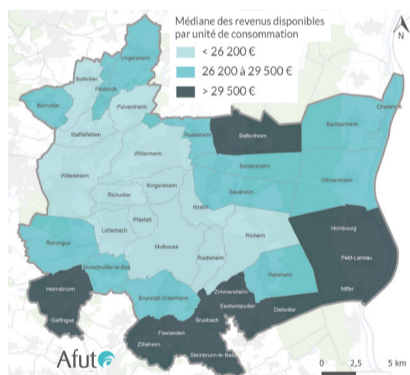 Médiane des revenus disponibles
par unité de consommation
< 26 200 €
26 200 à 29 500 €
> 29 500 €
N
Ungersheim
Bollwiller
Feldkirch
Chalampé
Berrwiller
Pulversheim
Bantzenheim
Staffelfelden
Ruelisheim
Battenheim
Wittenheim
Baldersheim
Wittelsheim
Ottmarsheim
Kingersheim
Sausheim
Richwiller
Illzach
Pfastatt
Lutterbach
Hombourg
Rixheim
Reiningue
Mulhouse
Petit-Landau
Riedisheim
Morschwiller-le-Bas
Habsheim
Niffer
Heimsbrunn
Zimmersheim
Brunstatt-Didenheim
Eschentzwiller
Dietwiller
Galfingue
Bruebach
Flaxlanden
Zillisheim
Steinbrunn-le-Bas
Afut
0 2,5 5 km